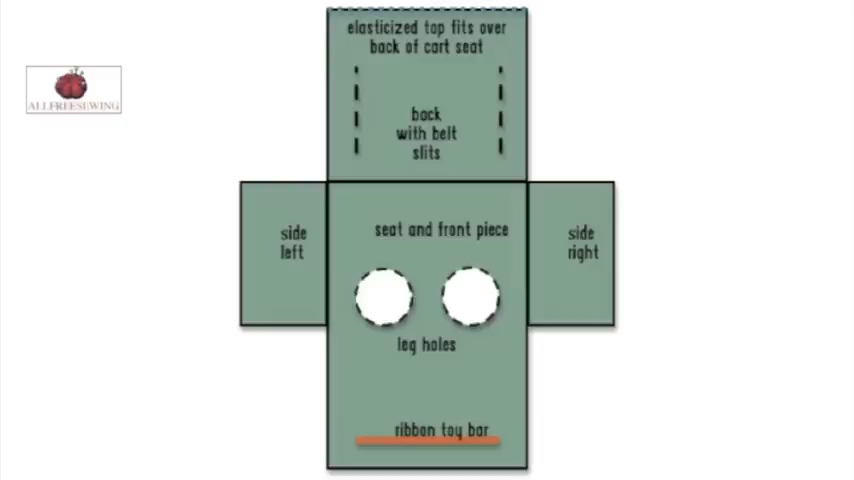 elasticized top fits over
back of cart seat
ALLFREESEWING
back
with belt
slits
side
left
seat and front piece
side
right
leg holes
ribbon toy bar